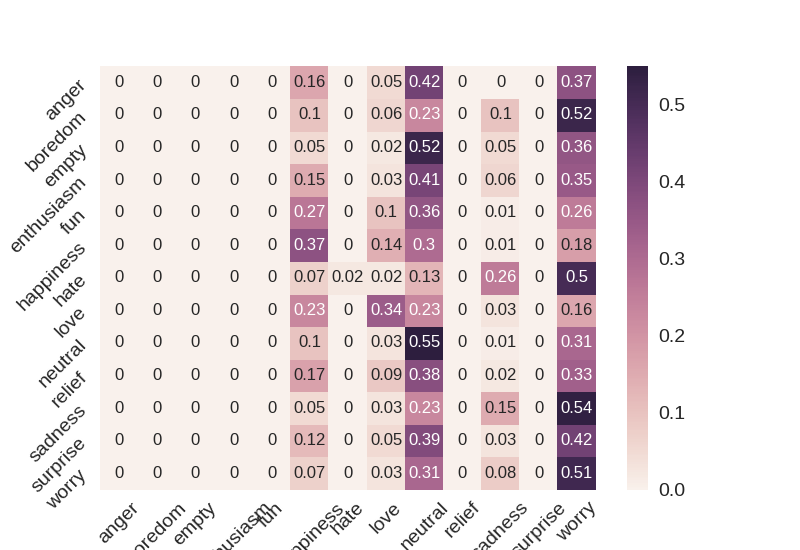 anger 0 0 0 0 0 0.16 0 0.05 0.42 0 0 0 0.37
boredom 0 0 0 0 0 0.1 0 0.06 0.23 0 0.1 0 0.52
empty 0 0 0 0 0 0.05 0 0.02 0.52 0 0.05 0 0.36
enthusiasm 0 0 0 0 0 0.15 0 0.03 0.41 0 0.06 0 0.35
fun 0 0 0 0 0 0.27 0 0.1 0.36 0 0.01 0 0.26
happiness 0 0 0 0 0 0.37 0 0.14 0.3 0 0.01 0 0.18
hate 0 0 0 0 0 0.07 0.02 0.02 0.13 0 0.26 0 0.5
love 0 0 0 0 0 0.23 0 0.34 0.23 0 0.03 0 0.16
neutral 0 0 0 0 0 0.1 0 0.03 0.55 0 0.01 0 0.31
relief 0 0 0 0 0 0.17 0 0.09 0.38 0 0.02 0 0.33
sadness 0 0 0 0 0 0.05 0 0.03 0.23 0 0.15 0 0.54
surprise 0 0 0 0 0 0.12 0 0.05 0.39 0 0.03 0 0.42
worry 0 0 0 0 0 0.07 0 0.03 0.31 0 0.08 0 0.51
anger oredom empty husiasm fun ppiness hate love neutral relief sadness surprise worry
0.5
0.4
0.3
0.2
0.1
0.0